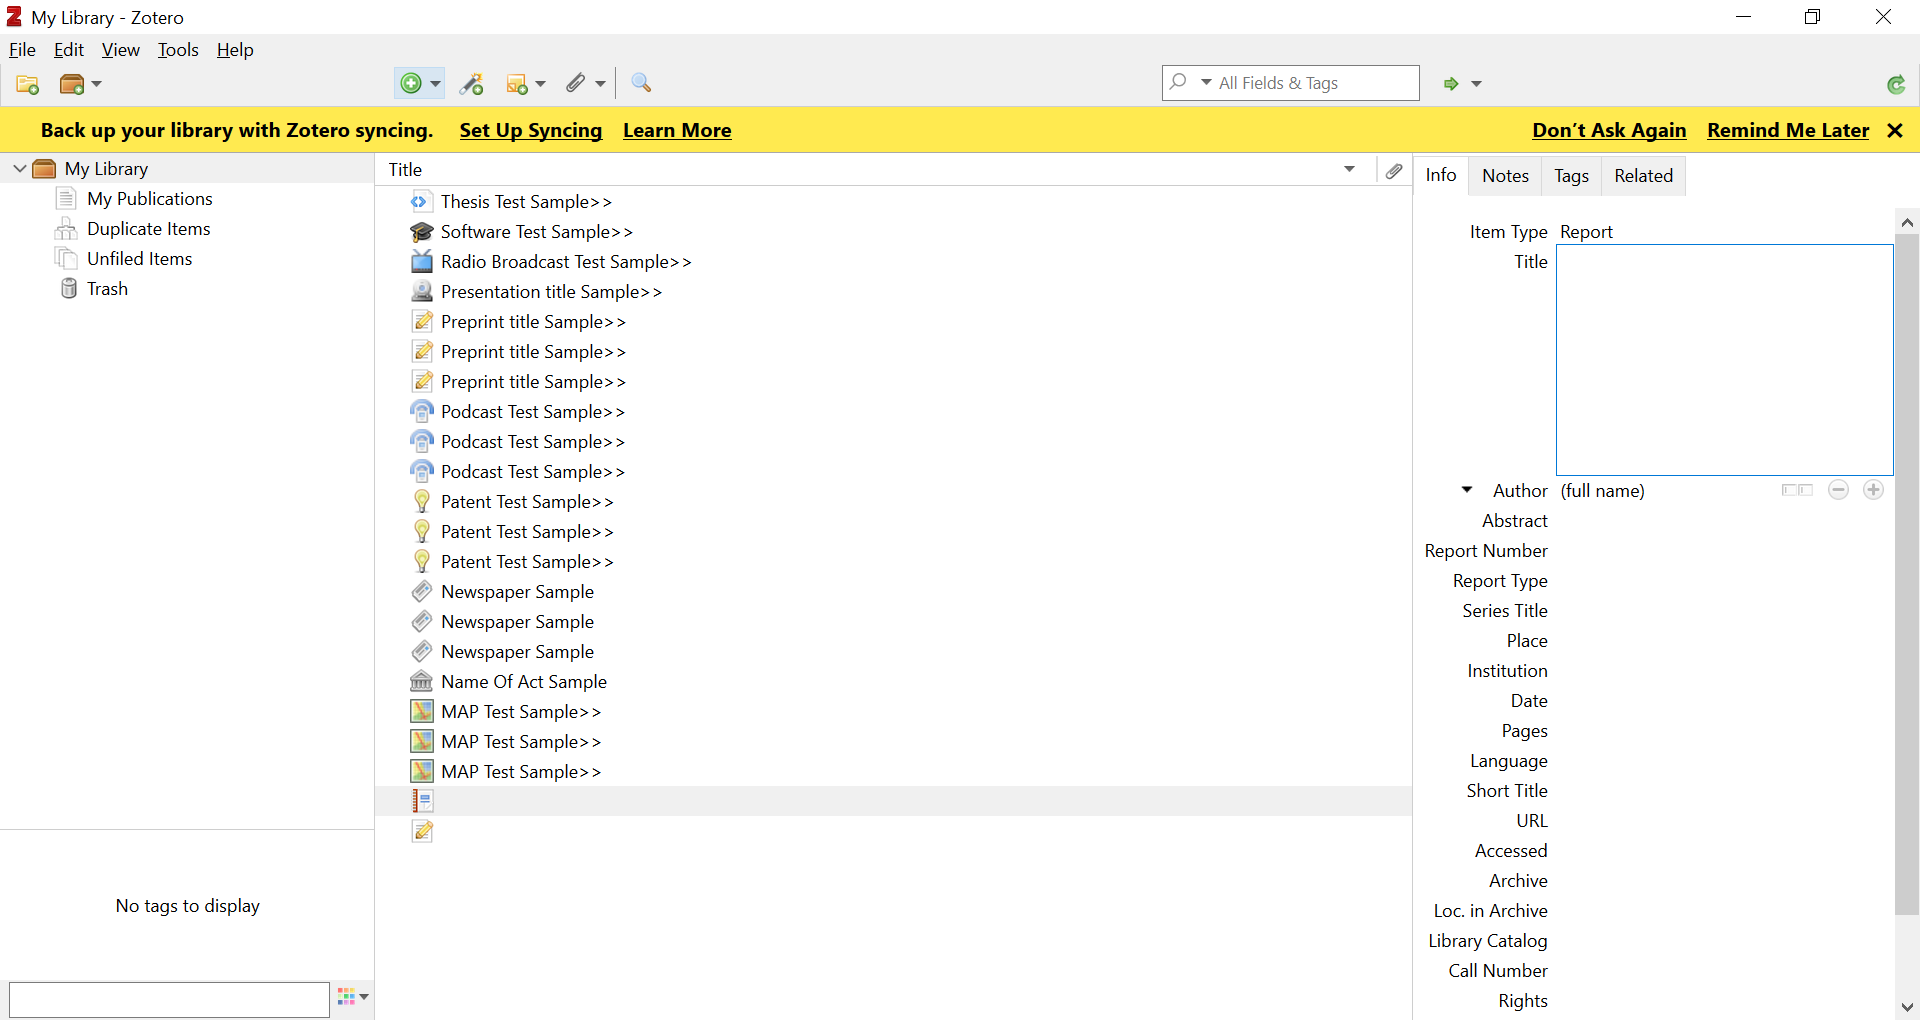 My Library - Zotero
File Edit View Tools Help
All Fields & Tags
Back up your library with Zotero syncing. Set Up Syncing Learn More Don't Ask Again Remind Me Later
My Library
My Publications
Duplicate Items
Unfiled Items
Trash
No tags to display
Title
Thesis Test Sample>>
Software Test Sample>>
Radio Broadcast Test Sample>>
Presentation title Sample>>
Preprint title Sample>>
Preprint title Sample>>
Preprint title Sample>>
Podcast Test Sample>>
Podcast Test Sample>>
Podcast Test Sample>>
Patent Test Sample>>
Patent Test Sample>>
Patent Test Sample>>
Newspaper Sample
Newspaper Sample
Newspaper Sample
Name Of Act Sample
MAP Test Sample>>
MAP Test Sample>>
MAP Test Sample>>
Info Notes Tags Related
Item Type Report
Title
Author (full name)
Abstract
Report Number
Report Type
Series Title
Place
Institution
Date
Pages
Language
Short Title
URL
Accessed
Archive
Loc. in Archive
Library Catalog
Call Number
Rights